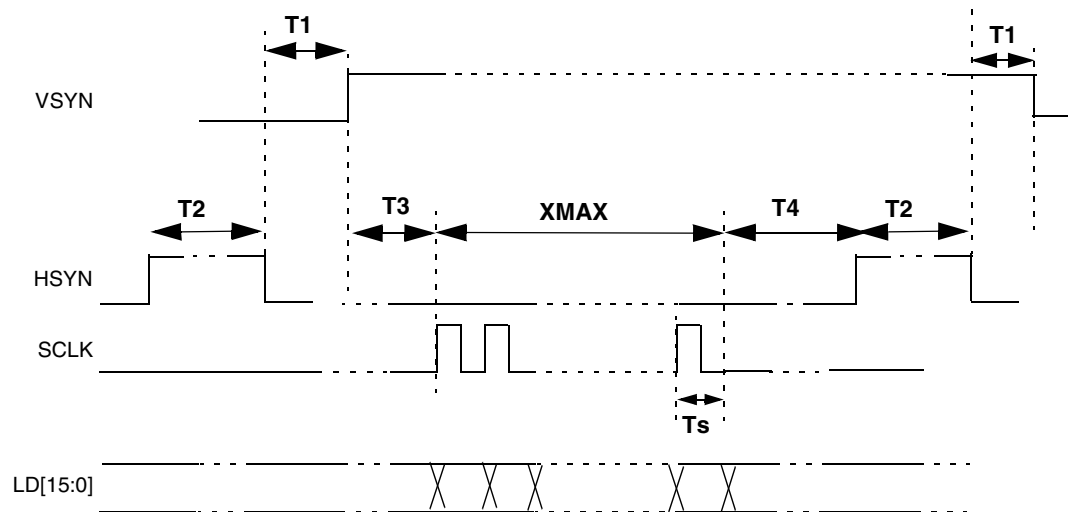 T1
T1
VSYN
T2
T3
XMAX
T4
T2
HSYN
SCLK
Ts
LD[15:0]